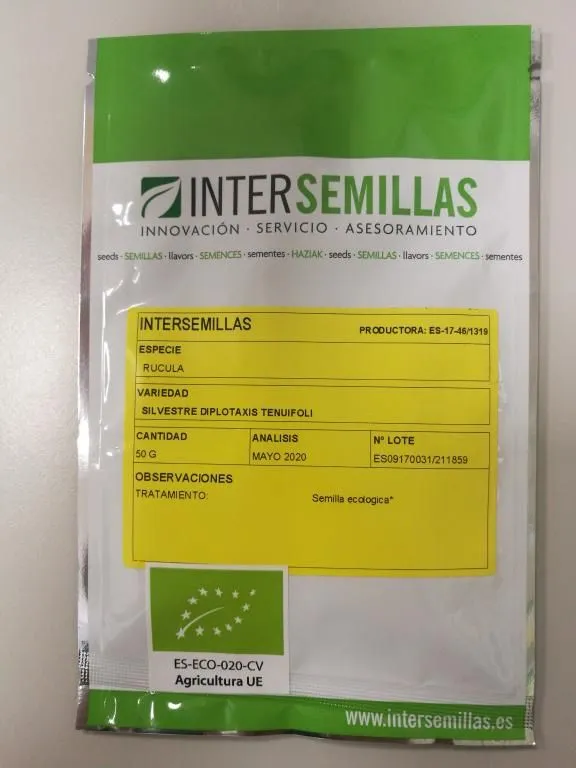 INTERSEMILLAS
INNOVACIÓN · SERVICIO · ASESORAMIENTO
seeds · SEMILLAS · llavors · SEMENCES · sementes · HAZIAK · seeds · SEMILLAS · llavors · SEMENCES · sementes
INTERSEMILLAS PRODUCTORA: ES-17-46/1319
ESPECIE
RUCULA
VARIEDAD
SILVESTRE DIPLOTAXIS TENUIFOLI
CANTIDAD ANALISIS Nº LOTE
50 G MAYO 2020 ES09170031/211859
OBSERVACIONES
TRATAMIENTO: Semilla ecologica*
ES-ECO-020-CV
Agricultura UE
www.intersemillas.es